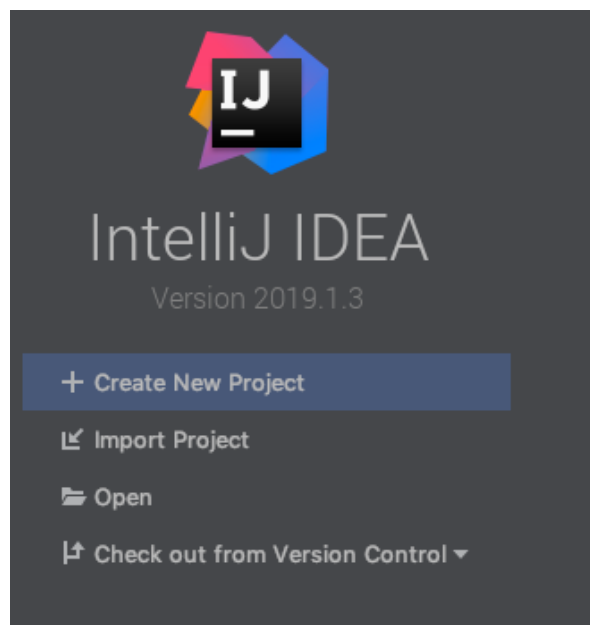 IJ
IntelliJ IDEA
Version 2019.1.3
Create New Project
Import Project
Open
Check out from Version Control